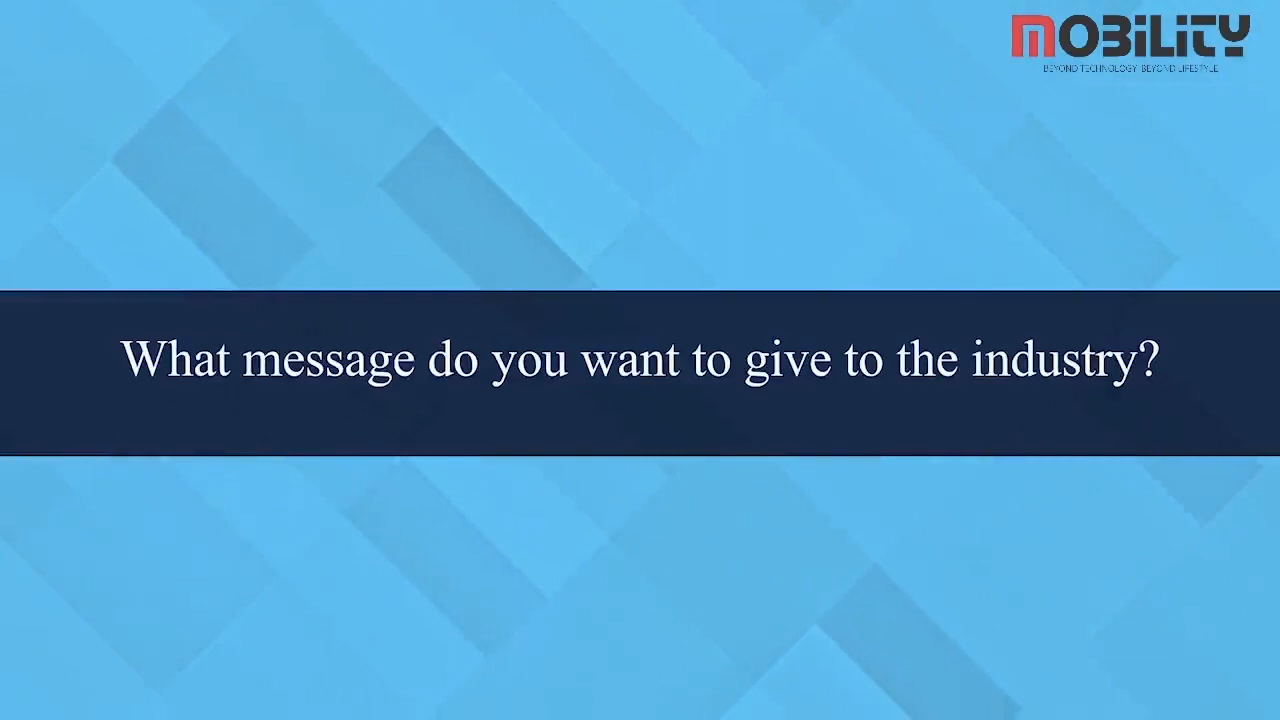 MOBILITY
BEYOND TECHNOLOGY BEYOND LIFESTYLE
What message do you want to give to the industry?